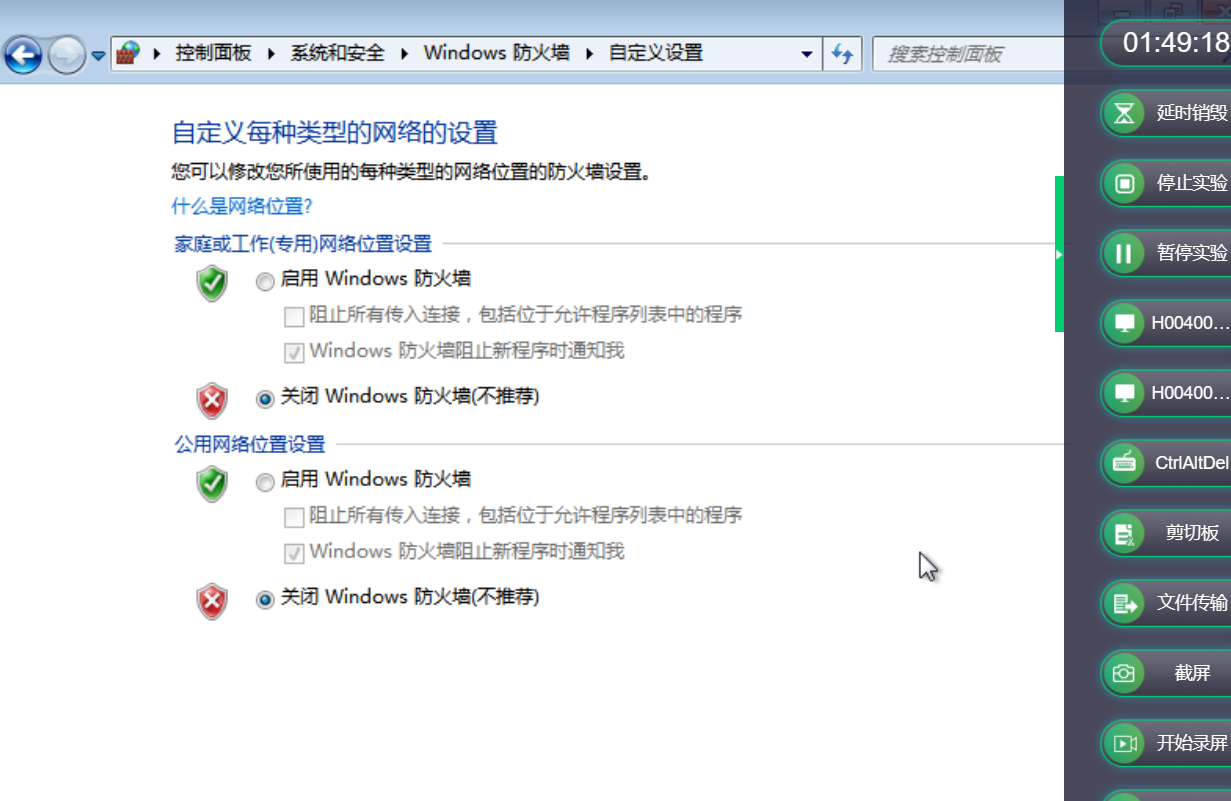 控制面板 系统和安全 Windows 防火墙 自定义设置
搜索控制面板
自定义每种类型的网络的设置
您可以修改您所使用的每种类型的网络位置的防火墙设置。
什么是网络位置?
家庭或工作(专用)网络位置设置
启用 Windows 防火墙
阻止所有传入连接，包括位于允许程序列表中的程序
Windows 防火墙阻止新程序时通知我
关闭 Windows 防火墙(不推荐)
公用网络位置设置
启用 Windows 防火墙
阻止所有传入连接，包括位于允许程序列表中的程序
Windows 防火墙阻止新程序时通知我
关闭 Windows 防火墙(不推荐)
01:49:18
延时销毁
停止实验
暂停实验
H00400...
H00400...
CtrlAltDel
剪切板
文件传输
截屏
开始录屏